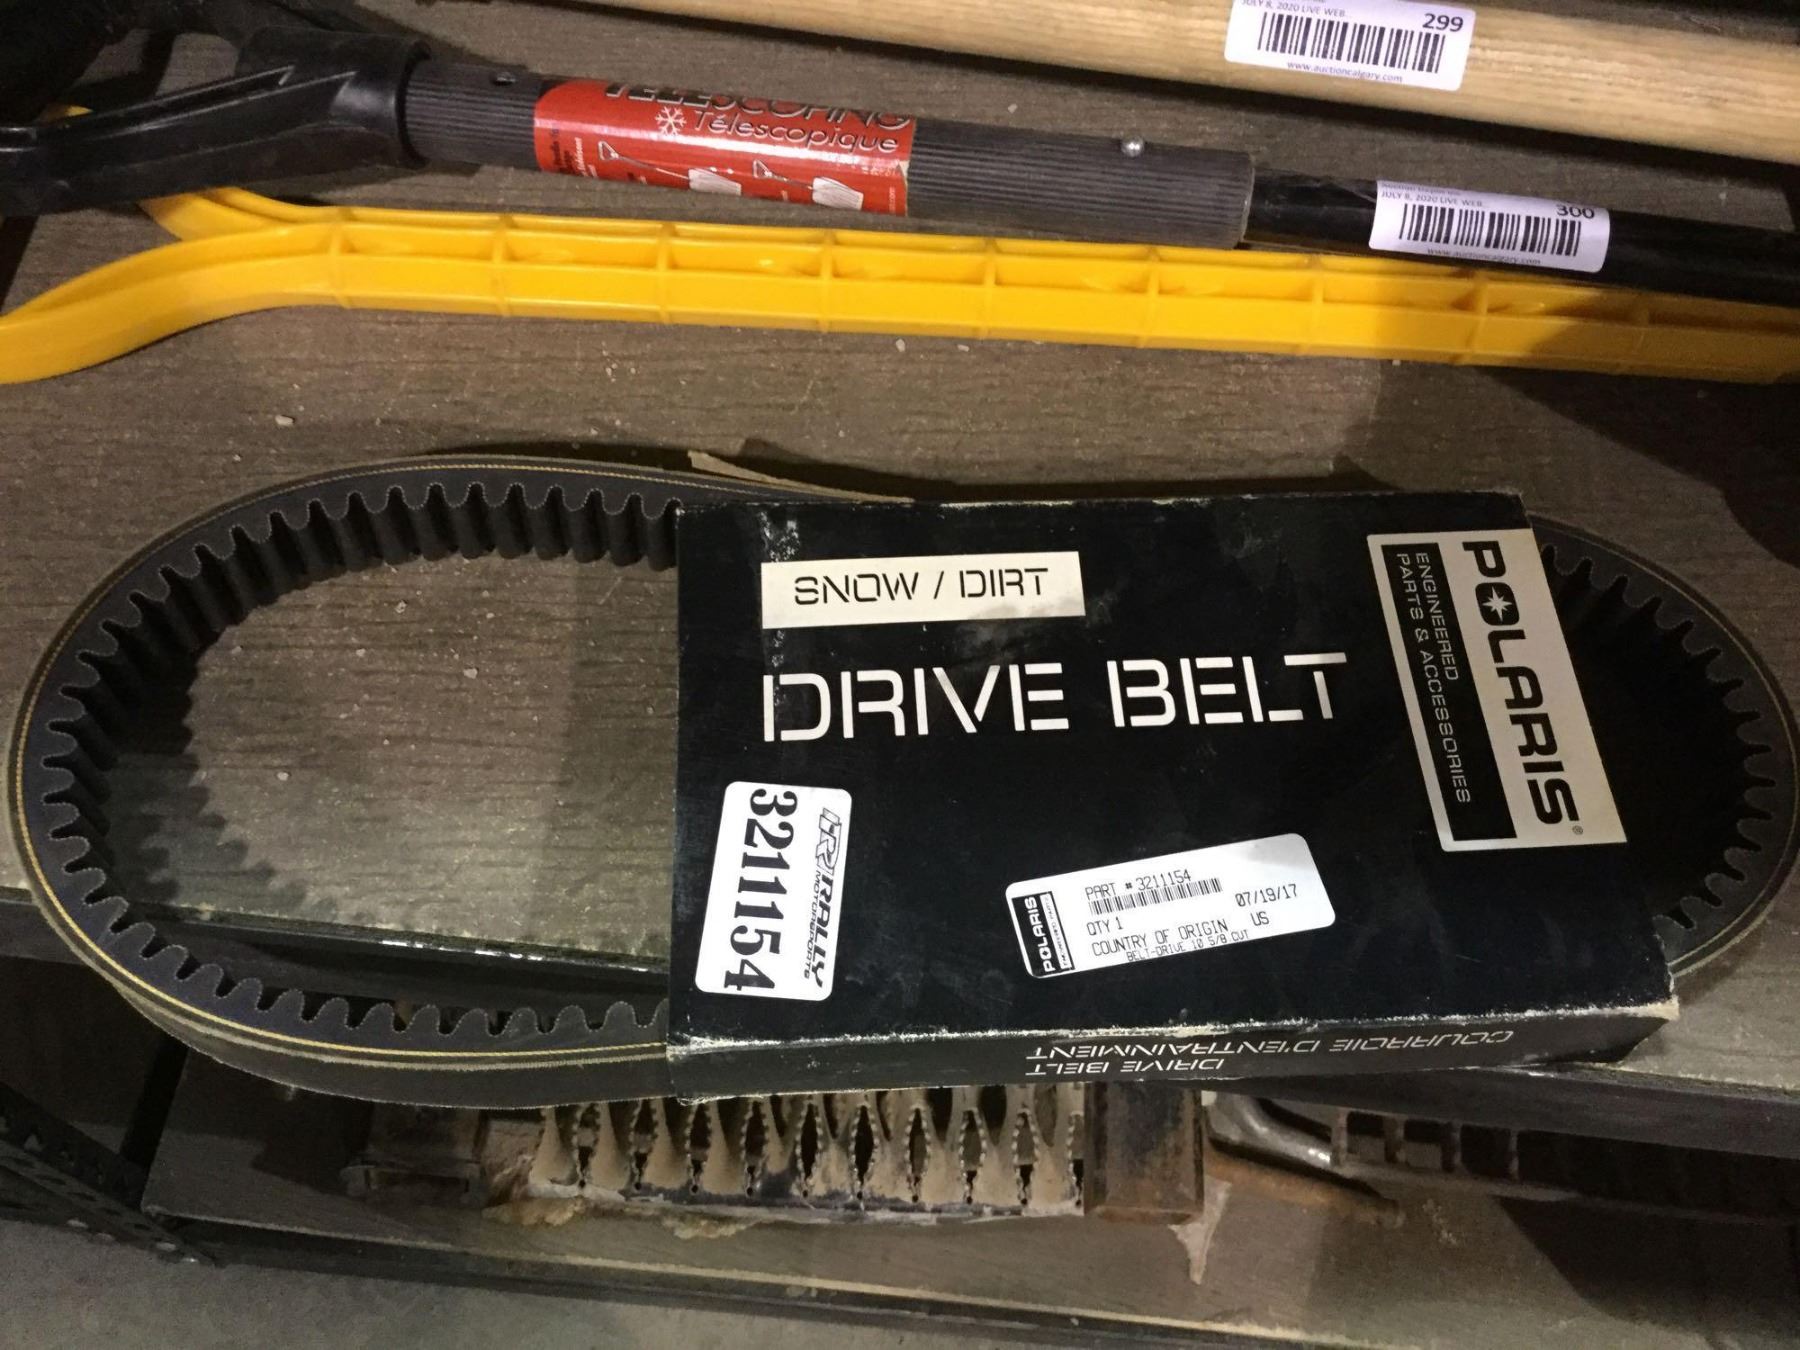 JULY 8, 2020 LIVE WEB...
299
www.auctioncalgary.com
TELESCOPING
Télescopique
JULY 8, 2020 LIVE WEB...
300
www.auctioncalgary.com
SNOW / DIRT
DRIVE BELT
POLARIS®
ENGINEERED
PARTS & ACCESSORIES
RALLY
MOTORSPORTS
3211154
POLARIS
PART # 3211154
07/19/17
QTY 1
COUNTRY OF ORIGIN US
BELT-DRIVE 10 5/8 CVT
DRIVE BELT
COURROIE D'ENTRAINMENT